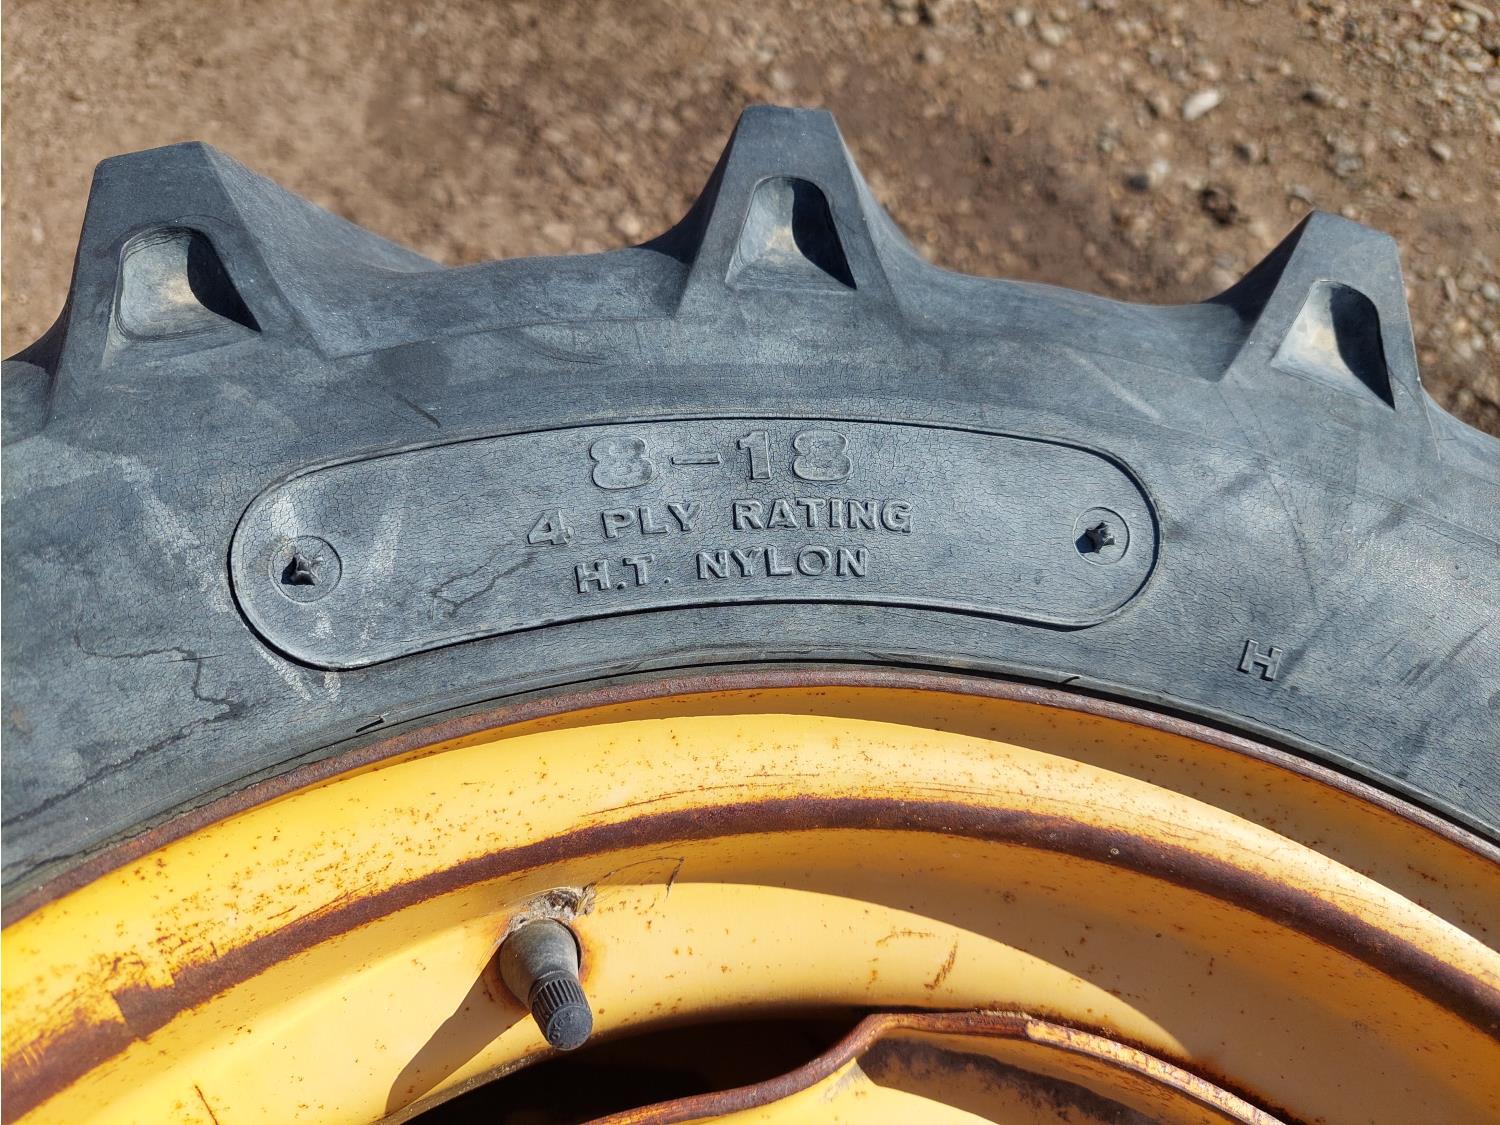 8-18
4 PLY RATING
H.T. NYLON
H